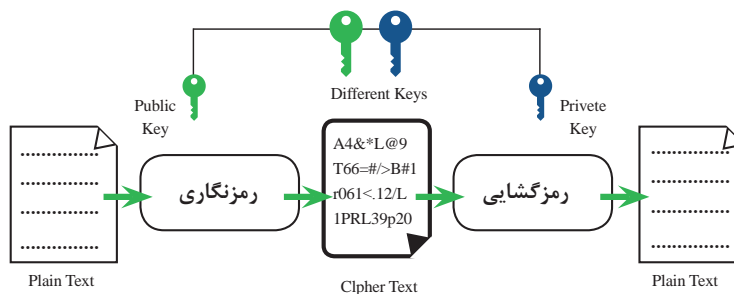 Different Keys
Public
Key
Privete
Key
رمزنگاری
A4&*L@9
T66=#/>B#1
r061<.12/L
1PRL39p20
رمزگشایی
Plain Text
Clpher Text
Plain Text